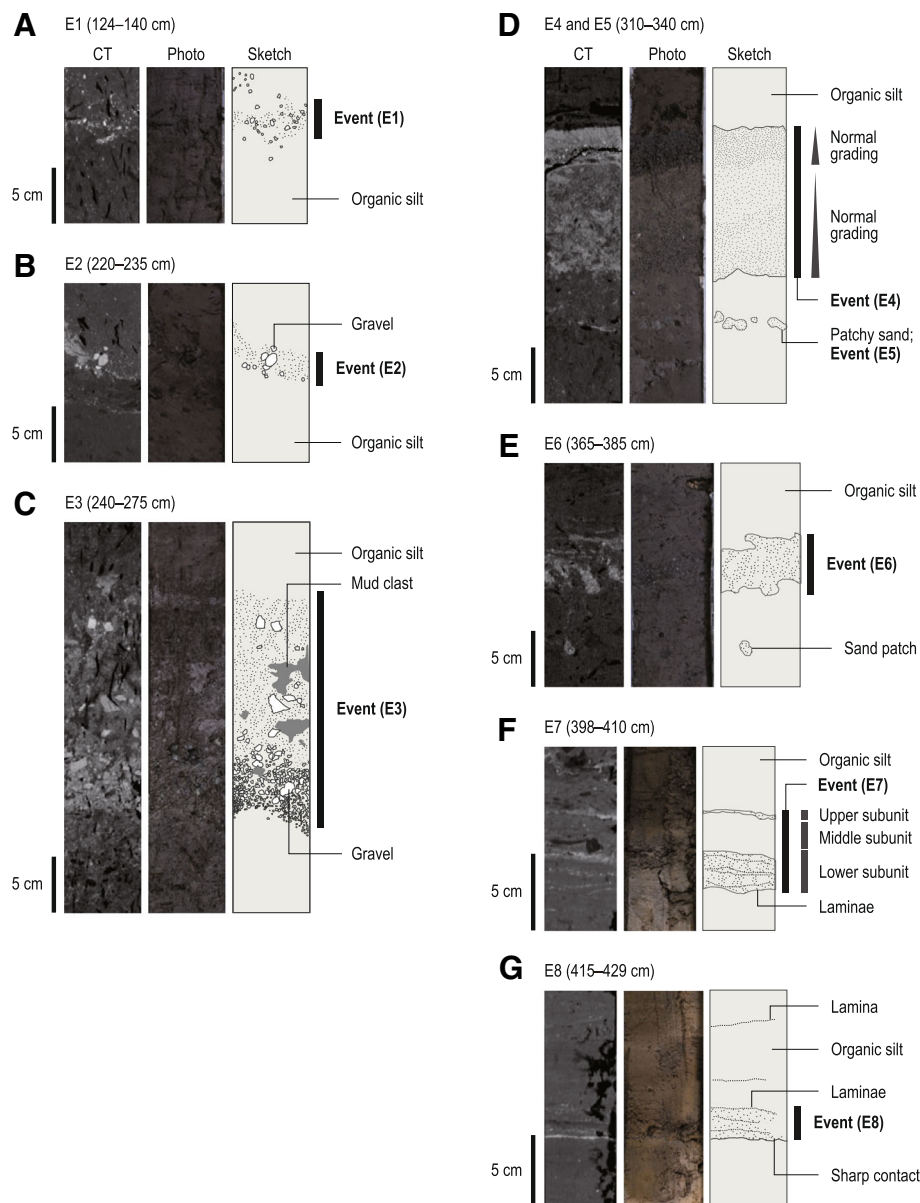 A
E1 (124–140 cm)
CT Photo Sketch
Event (E1)
5 cm
Organic silt
B
E2 (220–235 cm)
Gravel
Event (E2)
5 cm
Organic silt
C
E3 (240–275 cm)
Organic silt
Mud clast
Event (E3)
Gravel
5 cm
D
E4 and E5 (310–340 cm)
CT Photo Sketch
Organic silt
Normal
grading
Normal
grading
Event (E4)
Patchy sand;
Event (E5)
5 cm
E
E6 (365–385 cm)
Organic silt
Event (E6)
Sand patch
5 cm
F
E7 (398–410 cm)
Organic silt
Event (E7)
Upper subunit
Middle subunit
Lower subunit
5 cm
Laminae
G
E8 (415–429 cm)
Lamina
Organic silt
Laminae
Event (E8)
5 cm
Sharp contact